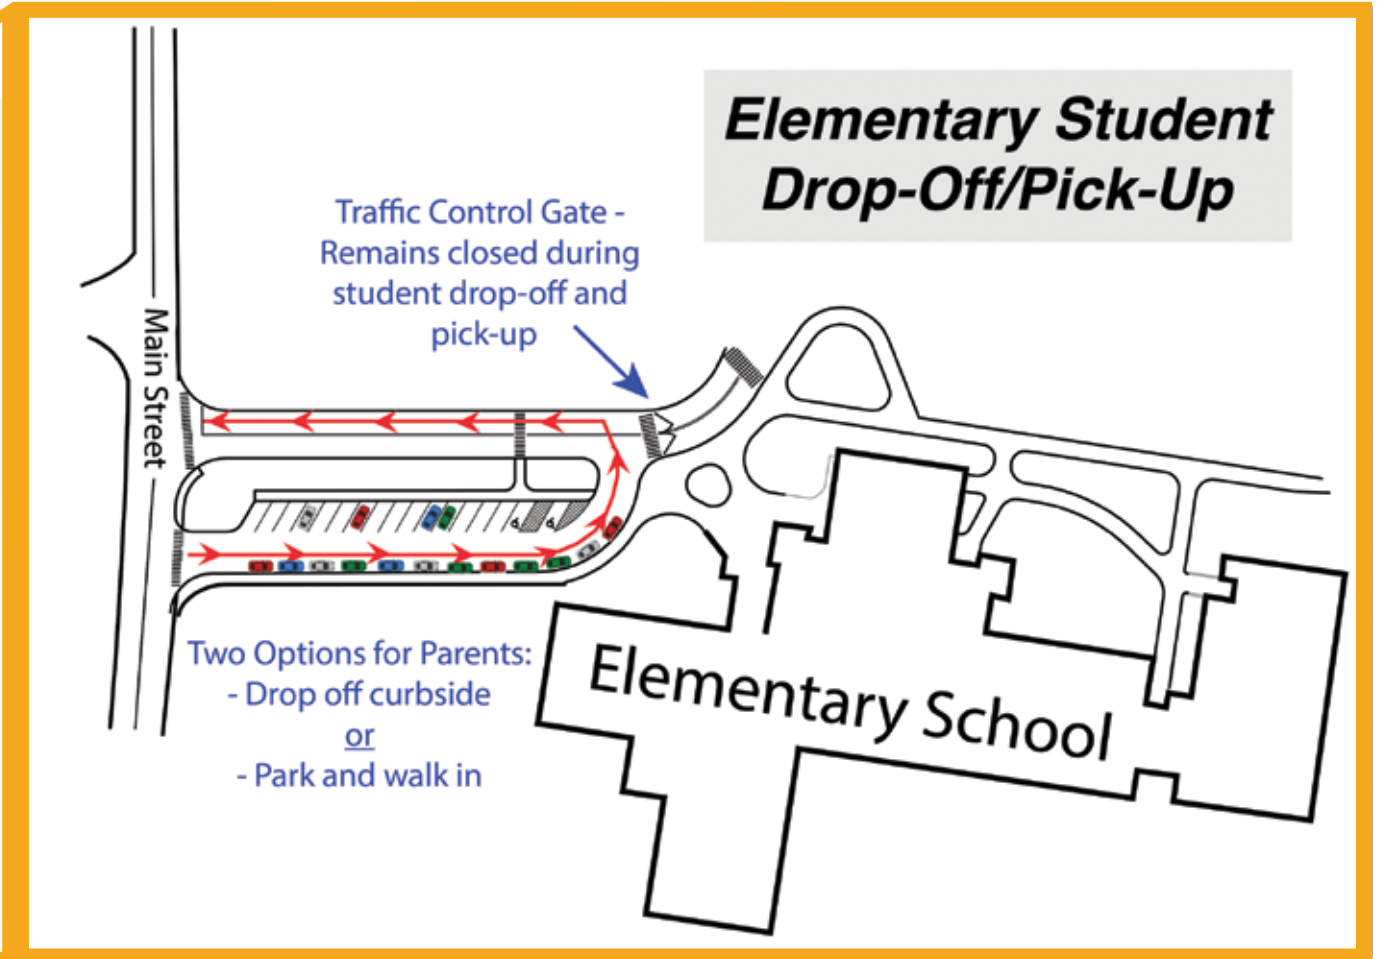 Elementary Student
Drop-Off/Pick-Up
Traffic Control Gate -
Remains closed during
student drop-off and
pick-up
Main Street
Two Options for Parents:
- Drop off curbside
or
- Park and walk in
Elementary School